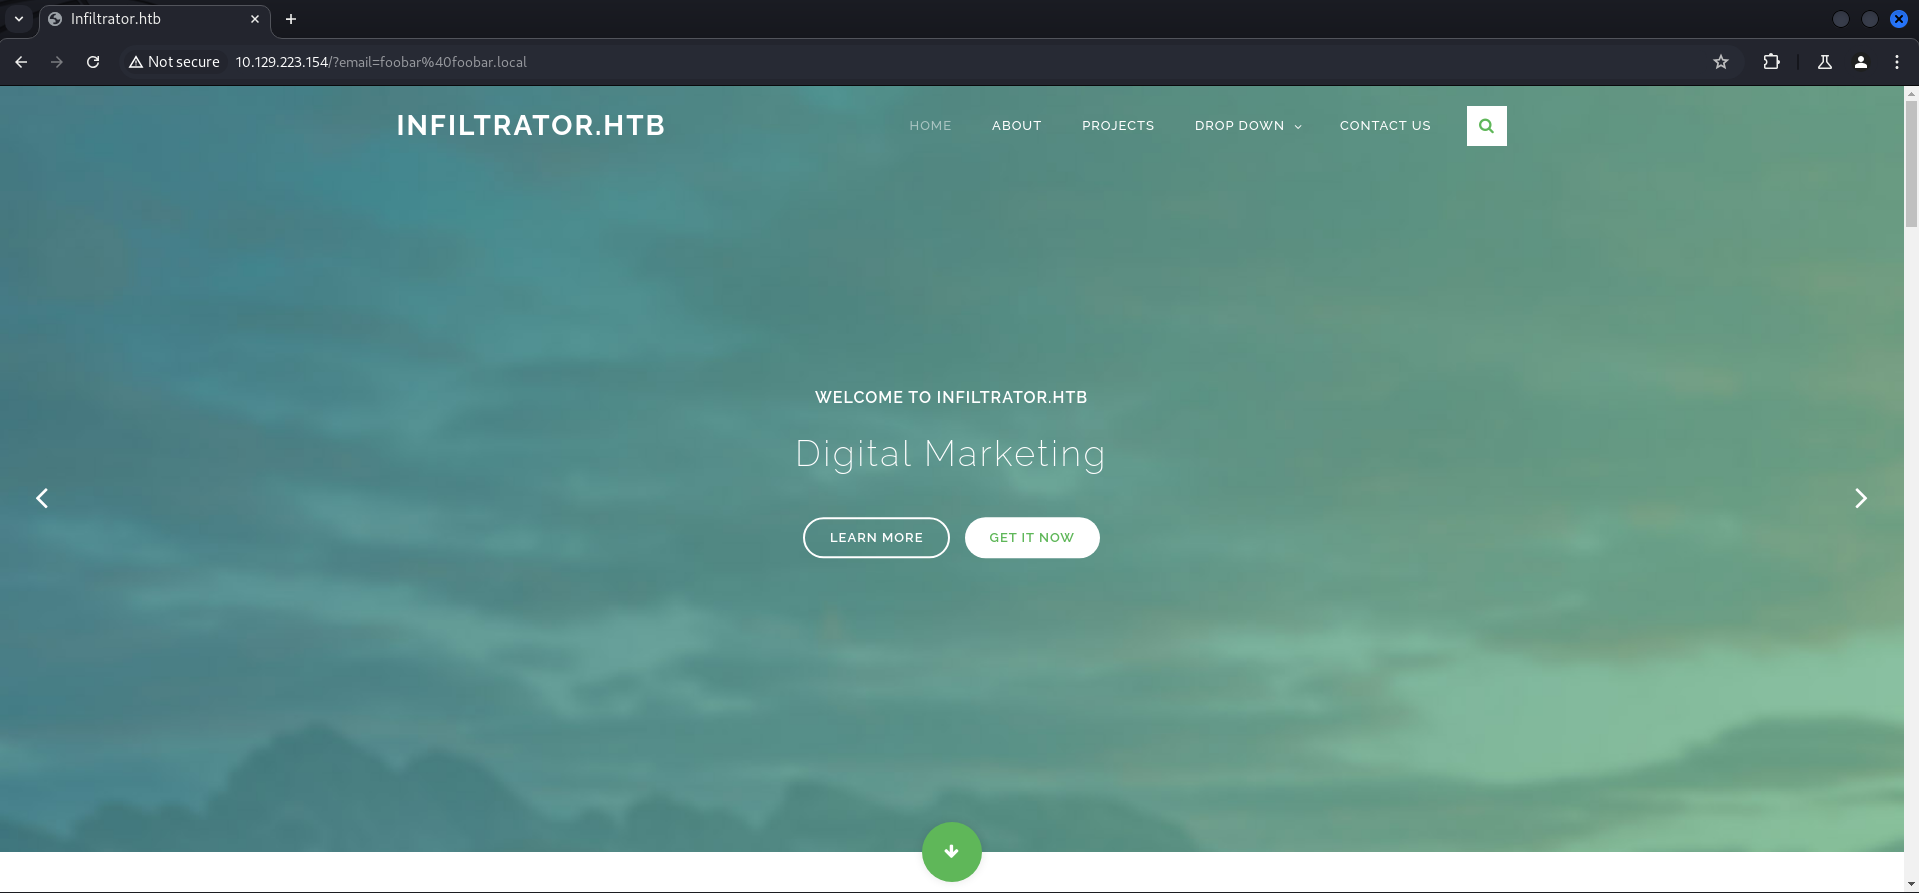 Infiltrator.htb
Not secure 10.129.223.154/?email=foobar%40foobar.local
INFILTRATOR.HTB HOME ABOUT PROJECTS DROP DOWN CONTACT US
WELCOME TO INFILTRATOR.HTB
Digital Marketing
LEARN MORE GET IT NOW